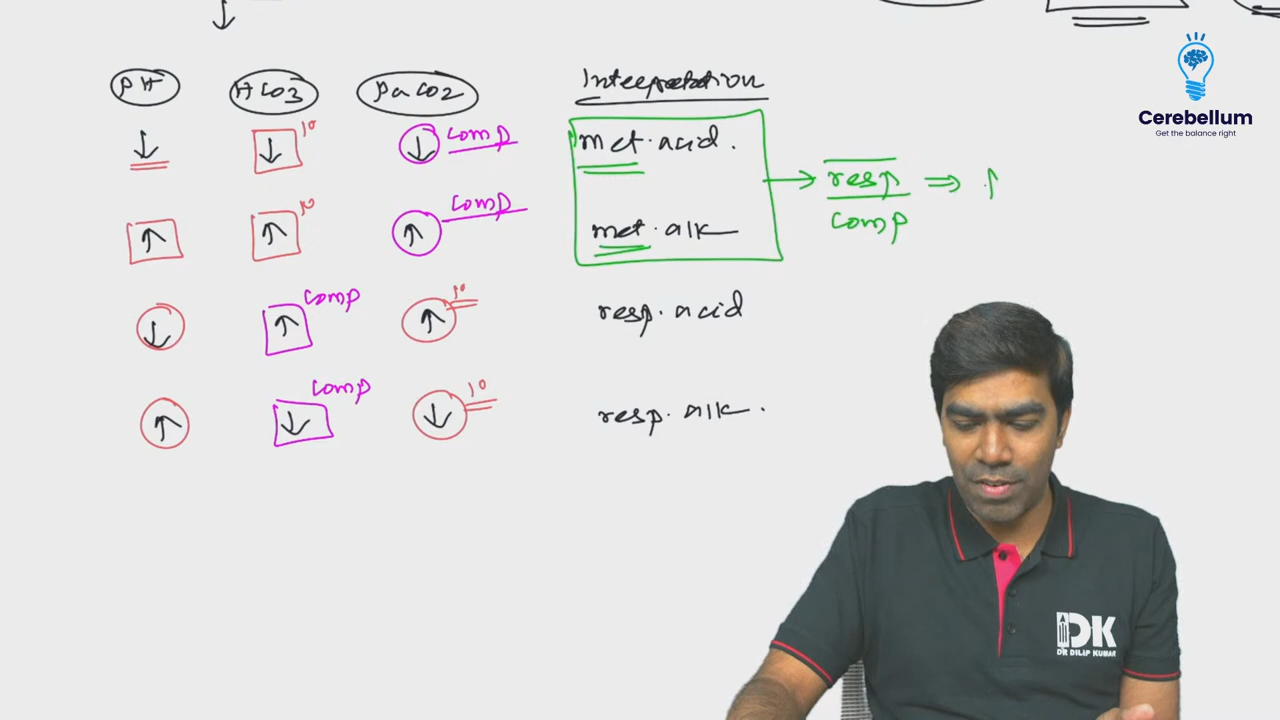 ↓
pH HCO3 PaCO2 Interpretation
↓ ↓ 1° ↓ comp met. acid.
↑ ↑ 1° ↑ comp met. alk
→ resp comp ⇒
↓ ↑ comp ↑ 1° resp. acid
↑ ↓ comp ↓ 1° resp. alk.
Cerebellum
Get the balance right
DK
DR DILIP KUMAR